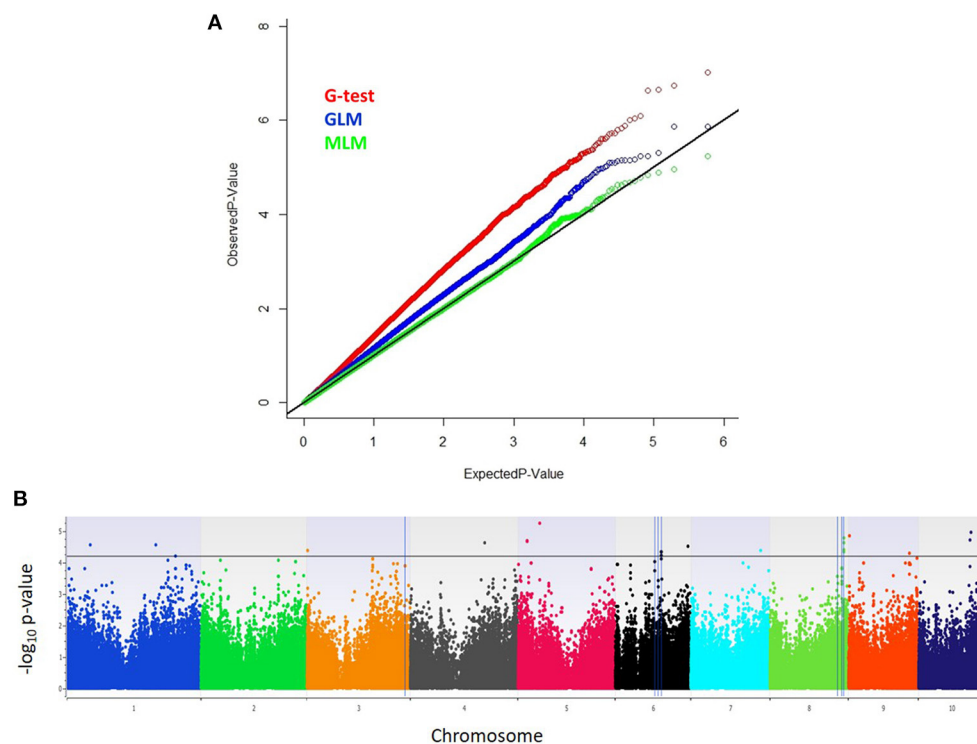 A
8
6
4
2
0
ObservedP-Value
G-test
GLM
MLM
0 1 2 3 4 5 6
ExpectedP-Value
B
5
4
3
2
1
0
-log10 p-value
1 2 3 4 5 6 7 8 9 10
Chromosome